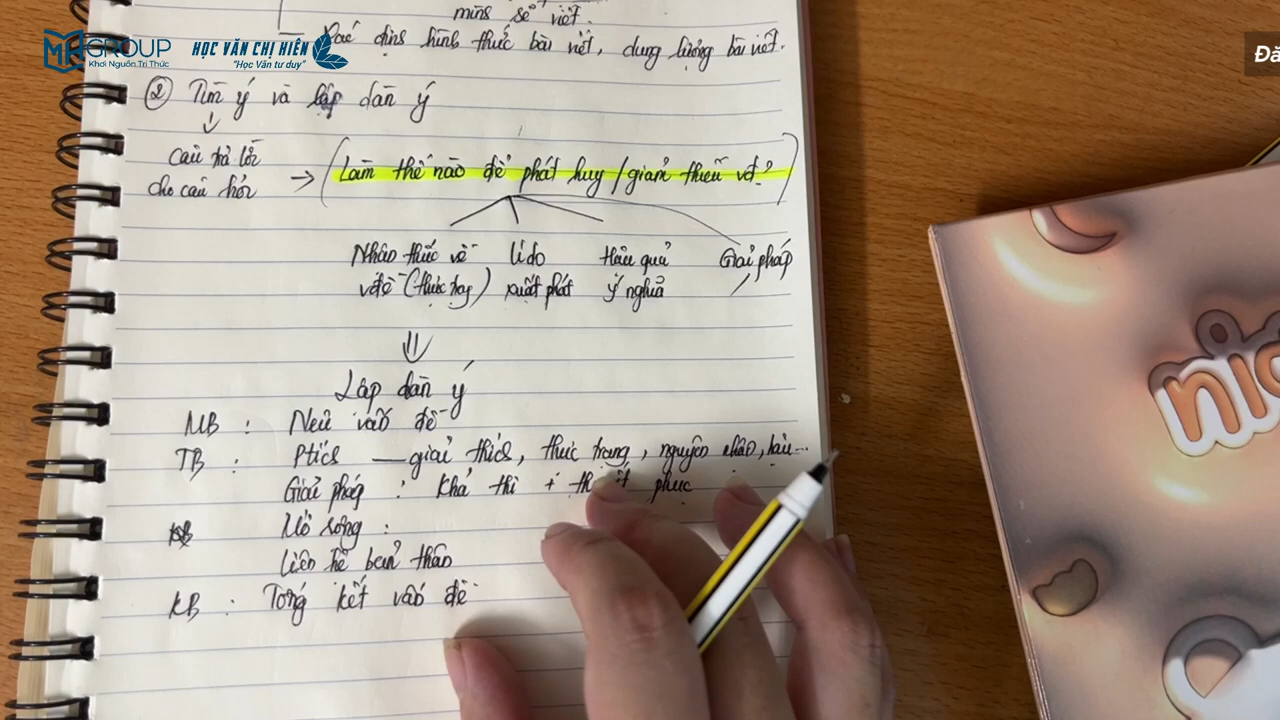 mình sẽ viết.
Xác định hình thức bài viết, dung lượng bài viết.
MP GROUP
Khơi Nguồn Tri Thức
HỌC VĂN CHỊ HIÊN
"Học Văn tư duy"
Đă
② Tìm ý và lập dàn ý
câu trả lời
cho câu hỏi
→ (Làm thế nào để phát huy / giảm thiểu vđ?)
Nhận thức về
vđề (thực trạng)
lí do
xuất phát
Hậu quả
ý nghĩa
Giải pháp
Lập dàn ý
MB : Nêu vấn đề
TB : Ptích — giải thích, thực trạng, nguyên nhân, hậu...
Giải pháp : Khả thi + phục
Mở rộng :
Liên hệ bản thân
KB : Tổng kết vấn đề